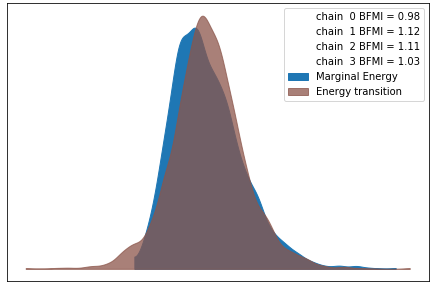 chain  0 BFMI = 0.98
chain  1 BFMI = 1.12
chain  2 BFMI = 1.11
chain  3 BFMI = 1.03
Marginal Energy
Energy transition